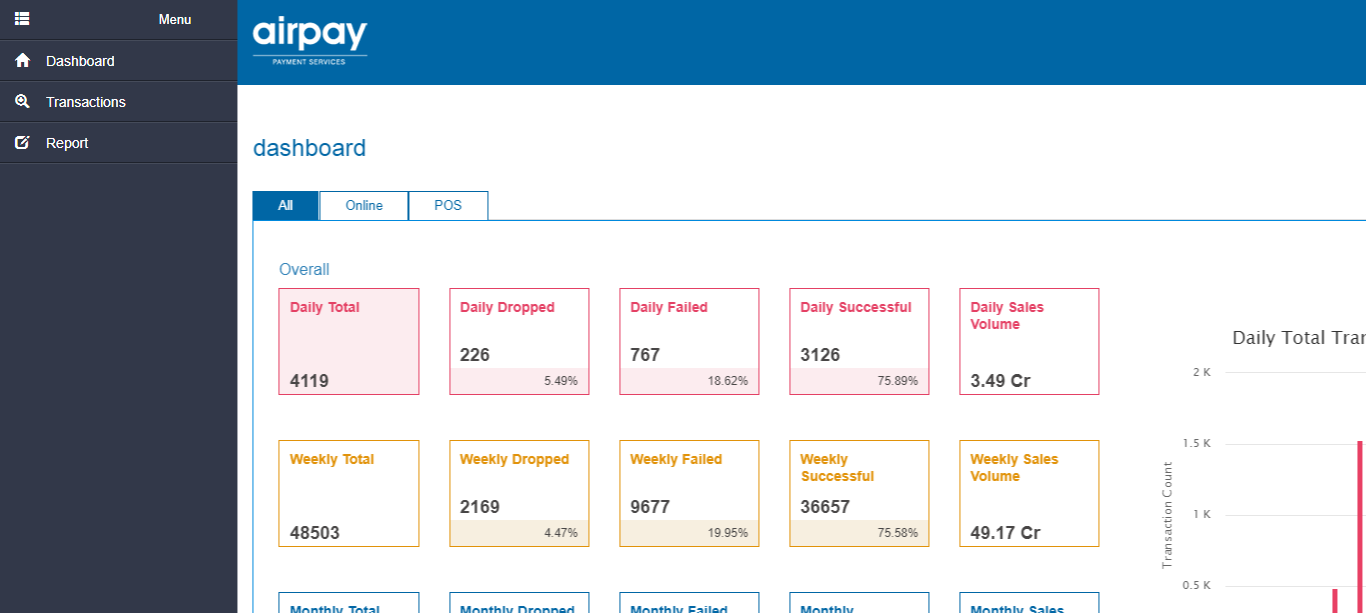 Menu
Dashboard
Transactions
Report
airpay
PAYMENT SERVICES
dashboard
All
Online
POS
Overall
Daily Total
4119
Daily Dropped
226
5.49%
Daily Failed
767
18.62%
Daily Successful
3126
75.89%
Daily Sales
Volume
3.49 Cr
Weekly Total
48503
Weekly Dropped
2169
4.47%
Weekly Failed
9677
19.95%
Weekly
Successful
36657
75.58%
Weekly Sales
Volume
49.17 Cr
Monthly Total
Monthly Dropped
Monthly Failed
Monthly
Monthly Sales
Daily Total Tra
2 K
1.5 K
1 K
0.5 K
Transaction Count